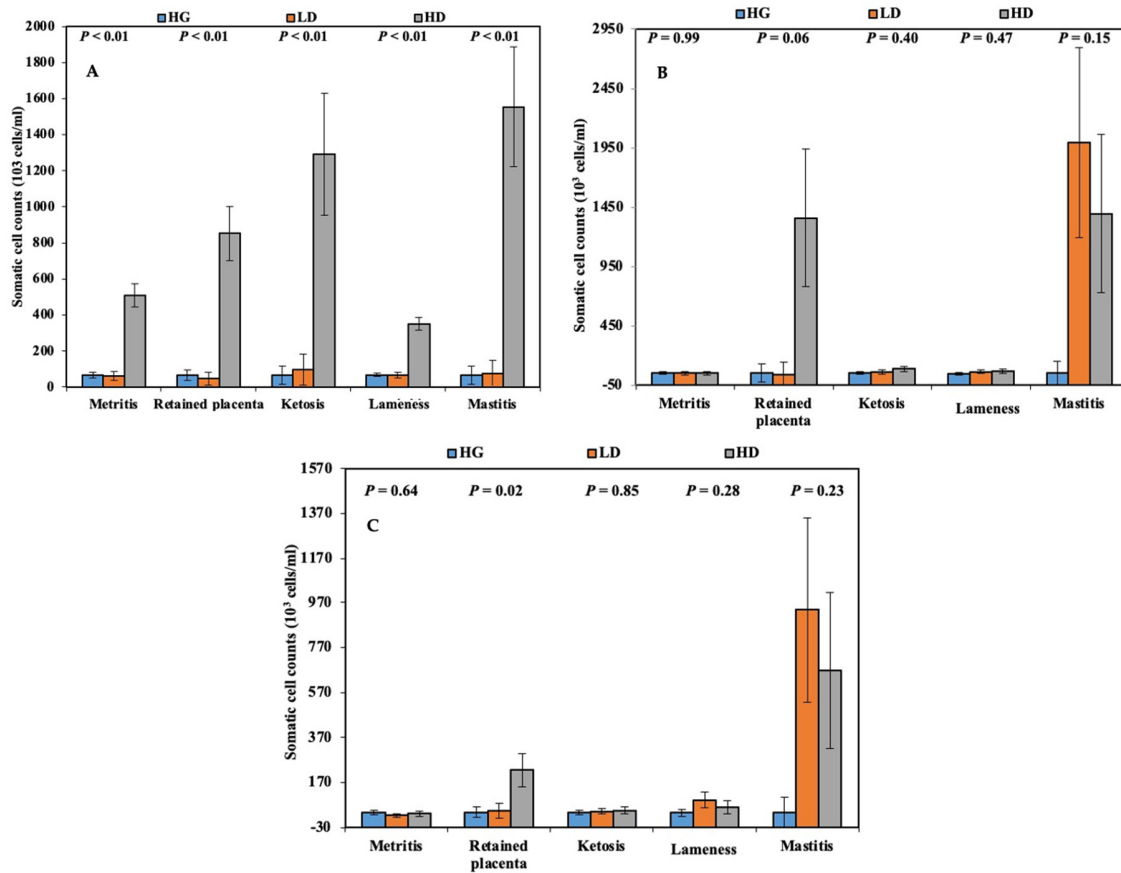 HG LD HD
P < 0.01 P < 0.01 P < 0.01 P < 0.01 P < 0.01
A
Somatic cell counts (103 cells/ml)
2000
1800
1600
1400
1200
1000
800
600
400
200
0
Metritis Retained placenta Ketosis Lameness Mastitis
HG LD HD
P = 0.99 P = 0.06 P = 0.40 P = 0.47 P = 0.15
B
Somatic cell counts (10³ cells/ml)
2950
2450
1950
1450
950
450
-50
Metritis Retained Ketosis Lameness Mastitis
placenta
HG LD HD
P = 0.64 P = 0.02 P = 0.85 P = 0.28 P = 0.23
C
Somatic cell counts (10³ cells/ml)
1570
1370
1170
970
770
570
370
170
-30
Metritis Retained Ketosis Lameness Mastitis
placenta